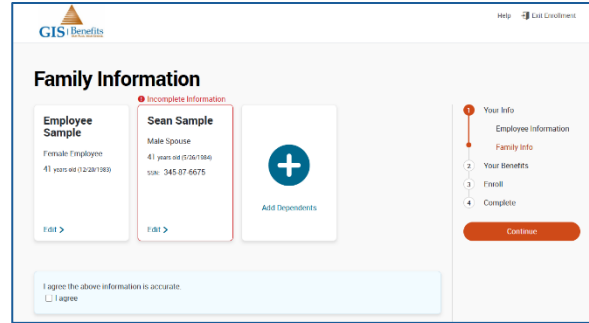 Help Exit Enrollment
GIS Benefits
Family Information
Incomplete Information
Employee Sample
Female Employee
41 years old (12/28/1983)
Edit >
Sean Sample
Male Spouse
41 years old (5/26/1984)
SSN: 345-87-6675
Edit >
Add Dependents
1 Your Info
Employee Information
Family Info
2 Your Benefits
3 Enroll
4 Complete
Continue
I agree the above information is accurate.
I agree